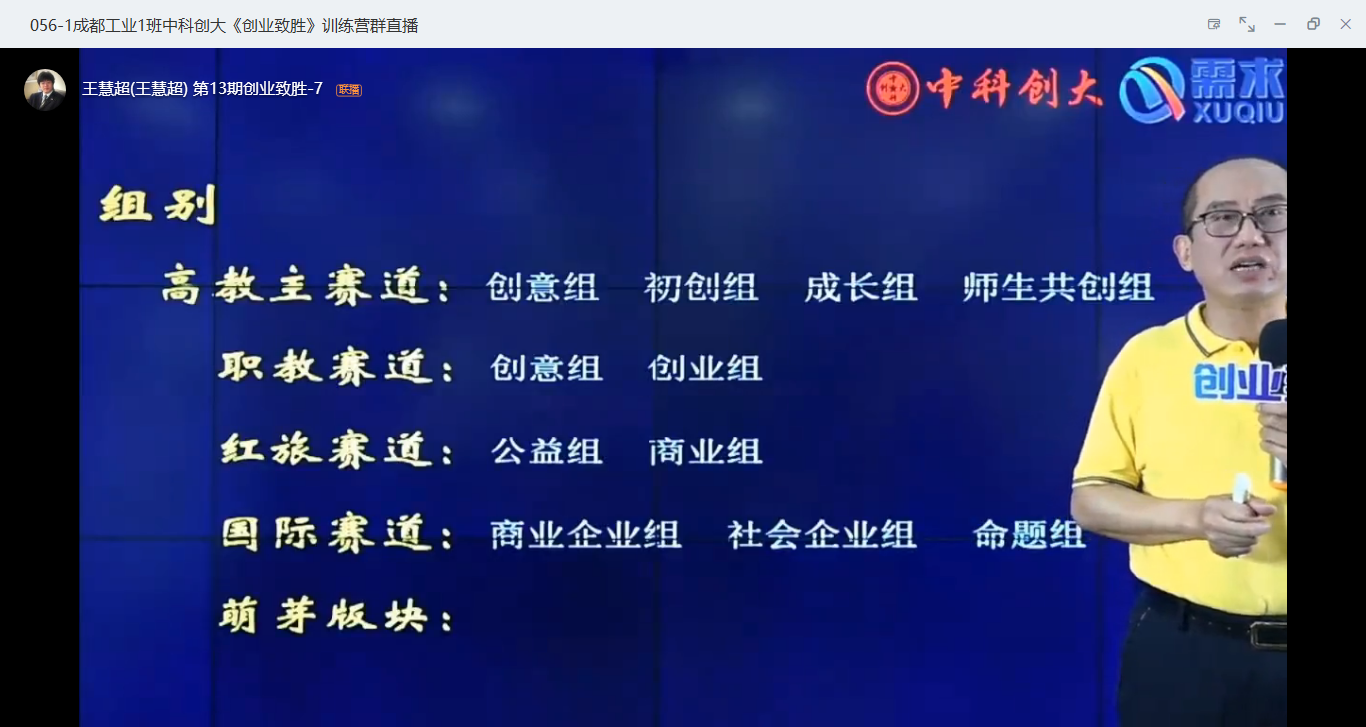 056-1成都工业1班中科创大《创业致胜》训练营群直播
王慧超(王慧超) 第13期创业致胜-7 联播
中科创大 需求
XUQIU
组别
高教主赛道： 创意组 初创组 成长组 师生共创组
职教赛道： 创意组 创业组
创业
红旅赛道： 公益组 商业组
国际赛道： 商业企业组 社会企业组 命题组
萌芽版块：